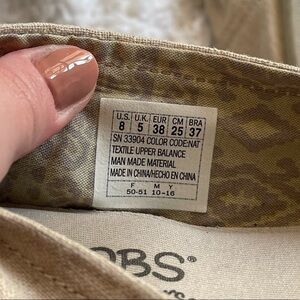 U.S. U.K. EUR CM BRA
8 5 38 25 37
SN 33904 COLOR CODE:NAT
TEXTILE UPPER BALANCE
MAN MADE MATERIAL
MADE IN CHINA/HECHO EN CHINA
F M Y
50-51 10-16
OBS®